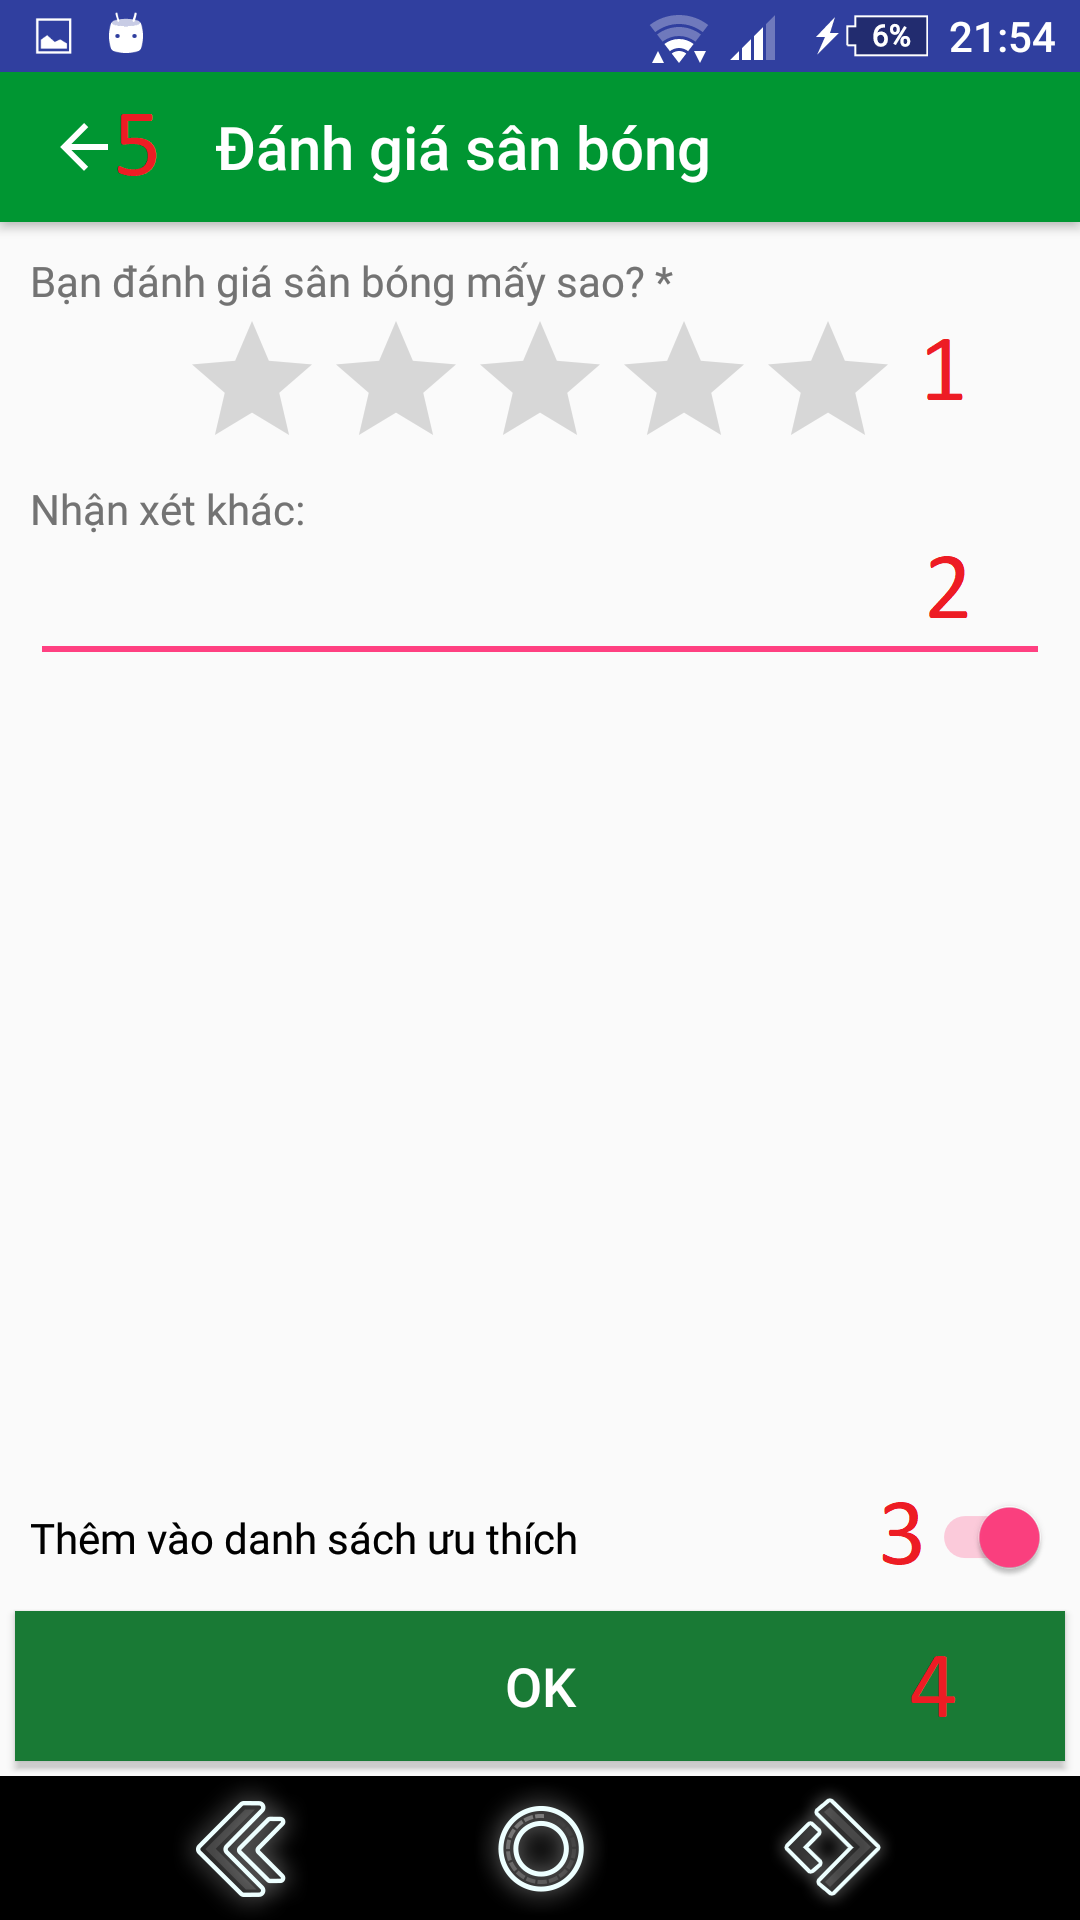 6% 21:54
5 Đánh giá sân bóng
Bạn đánh giá sân bóng mấy sao? *
1
Nhận xét khác:
2
Thêm vào danh sách ưu thích 3
OK 4